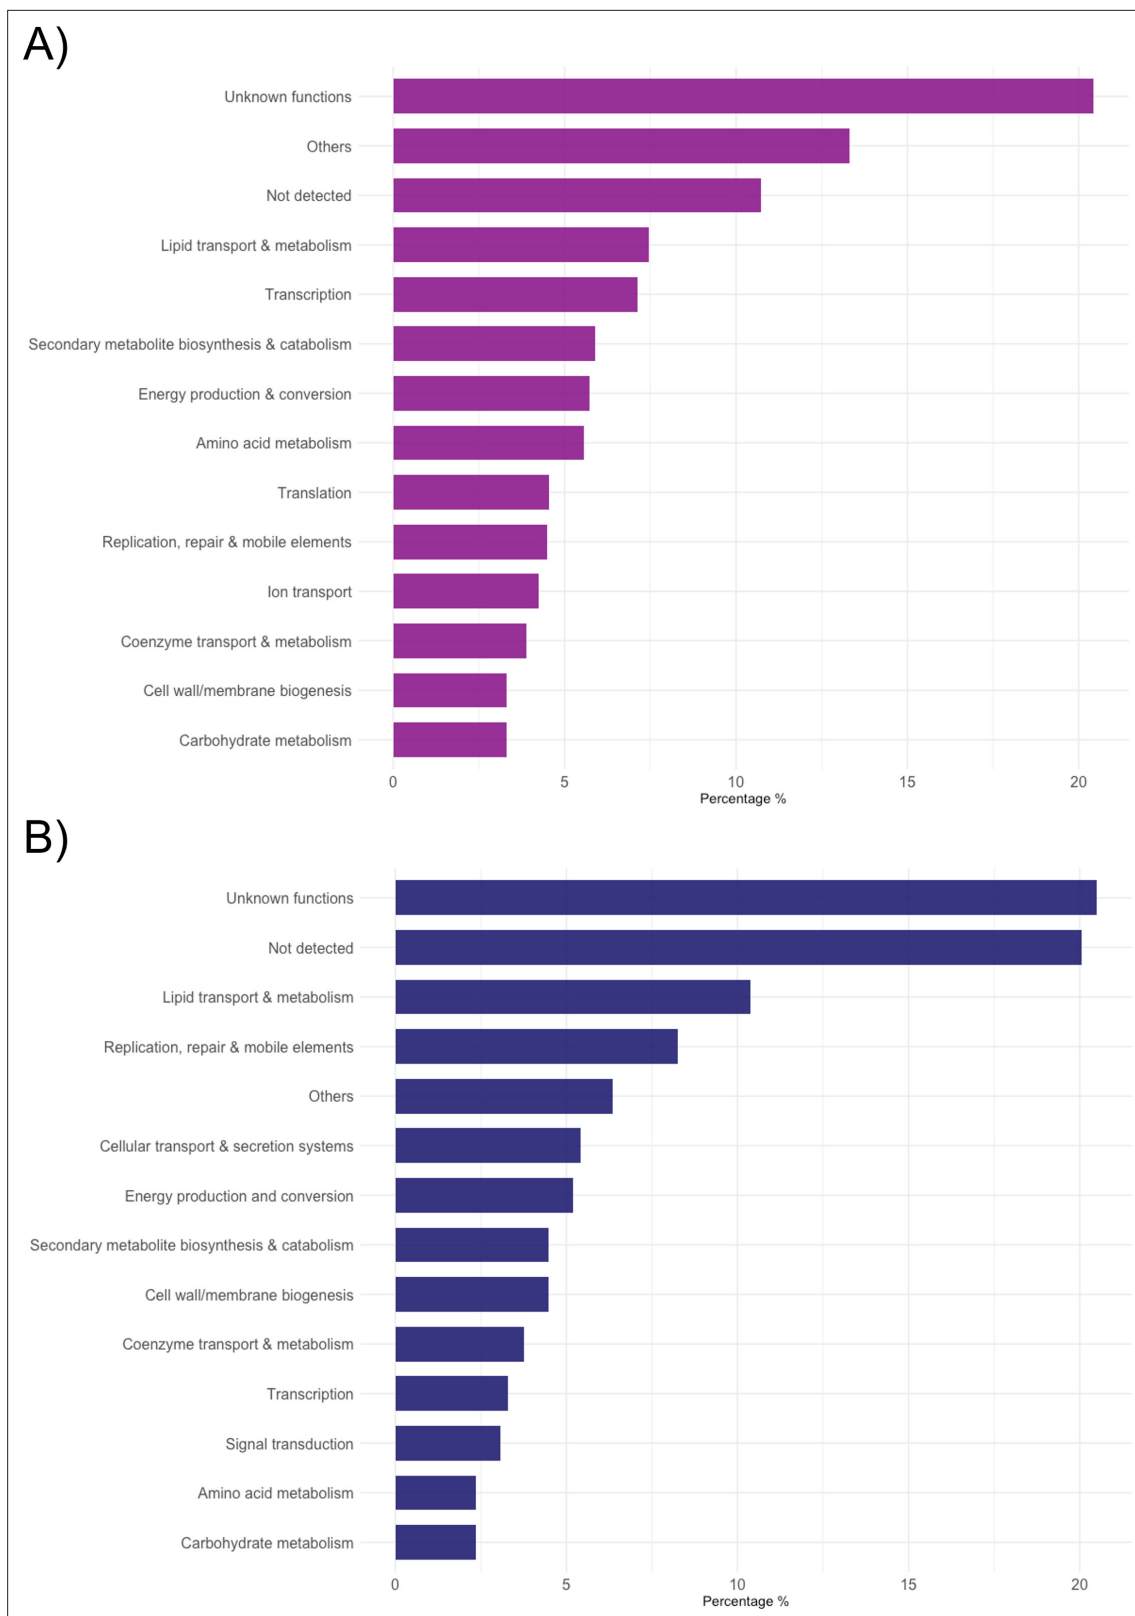 A)
Unknown functions
Others
Not detected
Lipid transport & metabolism
Transcription
Secondary metabolite biosynthesis & catabolism
Energy production & conversion
Amino acid metabolism
Translation
Replication, repair & mobile elements
Ion transport
Coenzyme transport & metabolism
Cell wall/membrane biogenesis
Carbohydrate metabolism
0 5 10 15 20
Percentage %
B)
Unknown functions
Not detected
Lipid transport & metabolism
Replication, repair & mobile elements
Others
Cellular transport & secretion systems
Energy production and conversion
Secondary metabolite biosynthesis & catabolism
Cell wall/membrane biogenesis
Coenzyme transport & metabolism
Transcription
Signal transduction
Amino acid metabolism
Carbohydrate metabolism
0 5 10 15 20
Percentage %